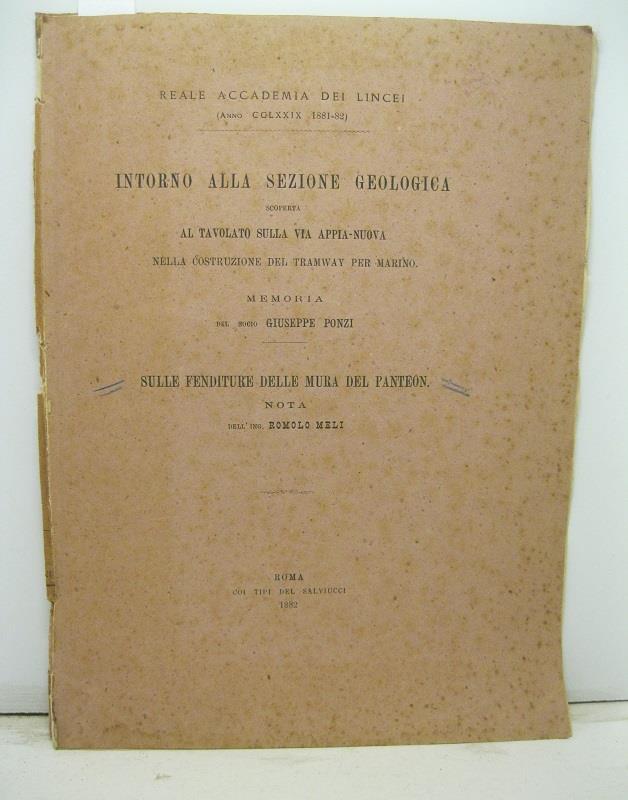 REALE ACCADEMIA DEI LINCEI
(ANNO CCLXXIX 1881-82)
INTORNO ALLA SEZIONE GEOLOGICA
SCOPERTA
AL TAVOLATO SULLA VIA APPIA-NUOVA
NELLA COSTRUZIONE DEL TRAMWAY PER MARINO.
MEMORIA
DEL SOCIO GIUSEPPE PONZI
SULLE FENDITURE DELLE MURA DEL PANTEON.
NOTA
DELL'ING. ROMOLO MELI
ROMA
COI TIPI DEL SALVIUCCI
1882